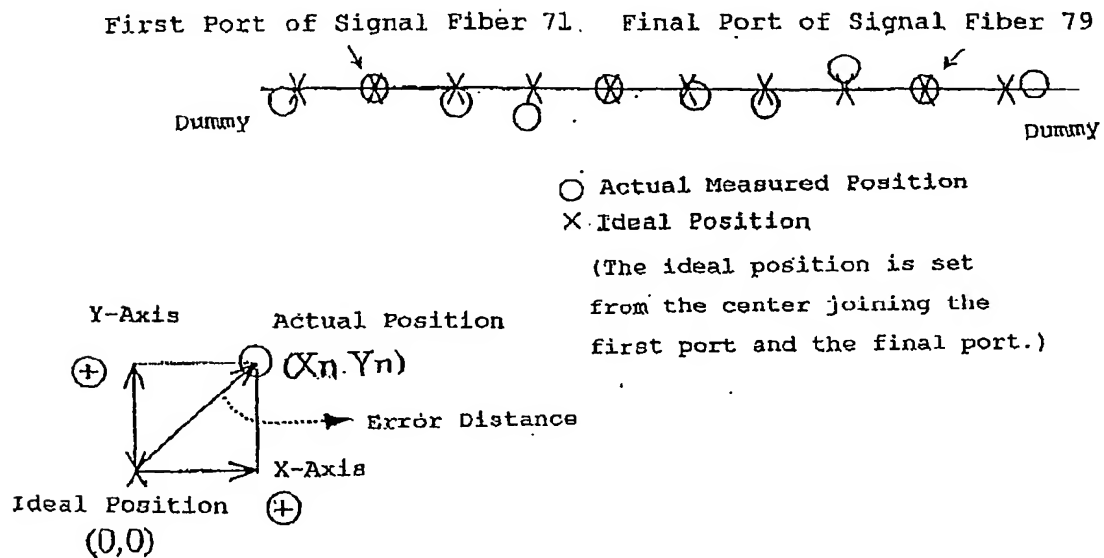 First Port of Signal Fiber 71. Final Port of Signal Fiber 79
Dummy
Dummy
Actual Measured Position
Ideal Position
(The ideal position is set
from the center joining the
first port and the final port.)
Y-Axis
Actual Position
(Xn.Yn)
Error Distance
X-Axis
Ideal Position
(0,0)